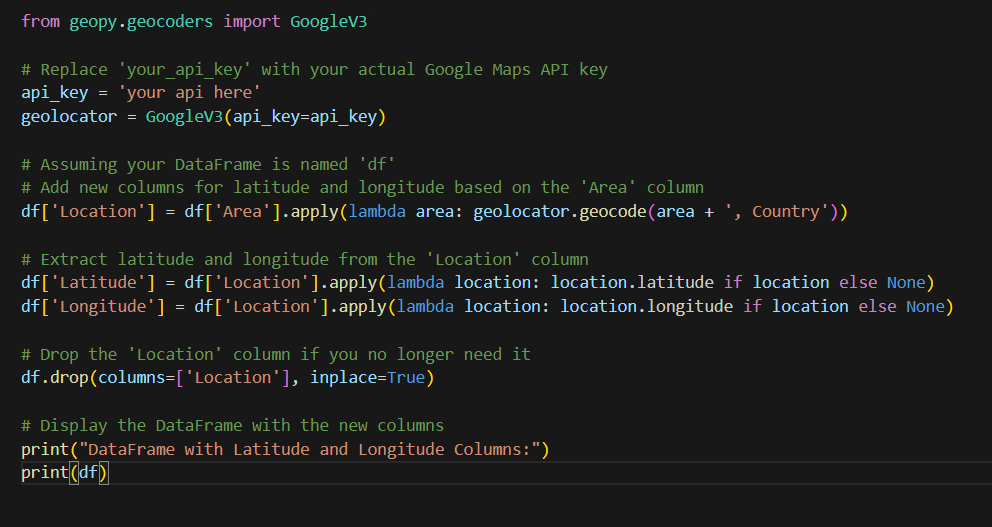 from geopy.geocoders import GoogleV3
# Replace 'your_api_key' with your actual Google Maps API key
api_key = 'your api here'
geolocator = GoogleV3(api_key=api_key)
# Assuming your DataFrame is named 'df'
# Add new columns for latitude and longitude based on the 'Area' column
df['Location'] = df['Area'].apply(lambda area: geolocator.geocode(area + ', Country'))
# Extract latitude and longitude from the 'Location' column
df['Latitude'] = df['Location'].apply(lambda location: location.latitude if location else None)
df['Longitude'] = df['Location'].apply(lambda location: location.longitude if location else None)
# Drop the 'Location' column if you no longer need it
df.drop(columns=['Location'], inplace=True)
# Display the DataFrame with the new columns
print("DataFrame with Latitude and Longitude Columns:")
print(df)